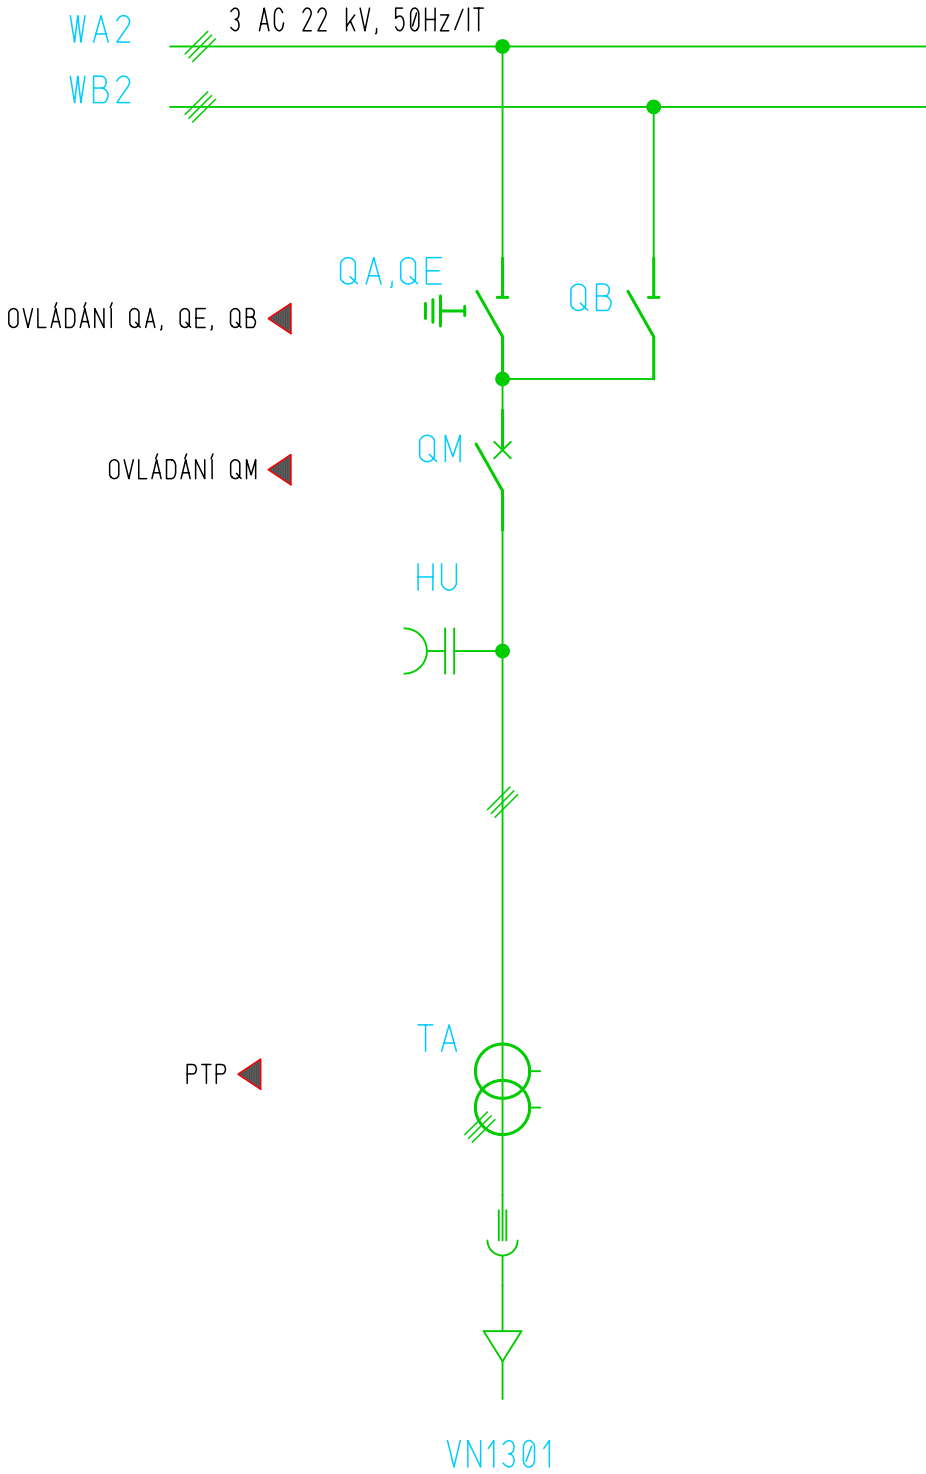 3 AC 22 kV, 50Hz/IT
WA2
WB2
QA,QE
QB
OVLÁDÁNÍ QA, QE, QB
QM
OVLÁDÁNÍ QM
HU
TA
PTP
VN1301